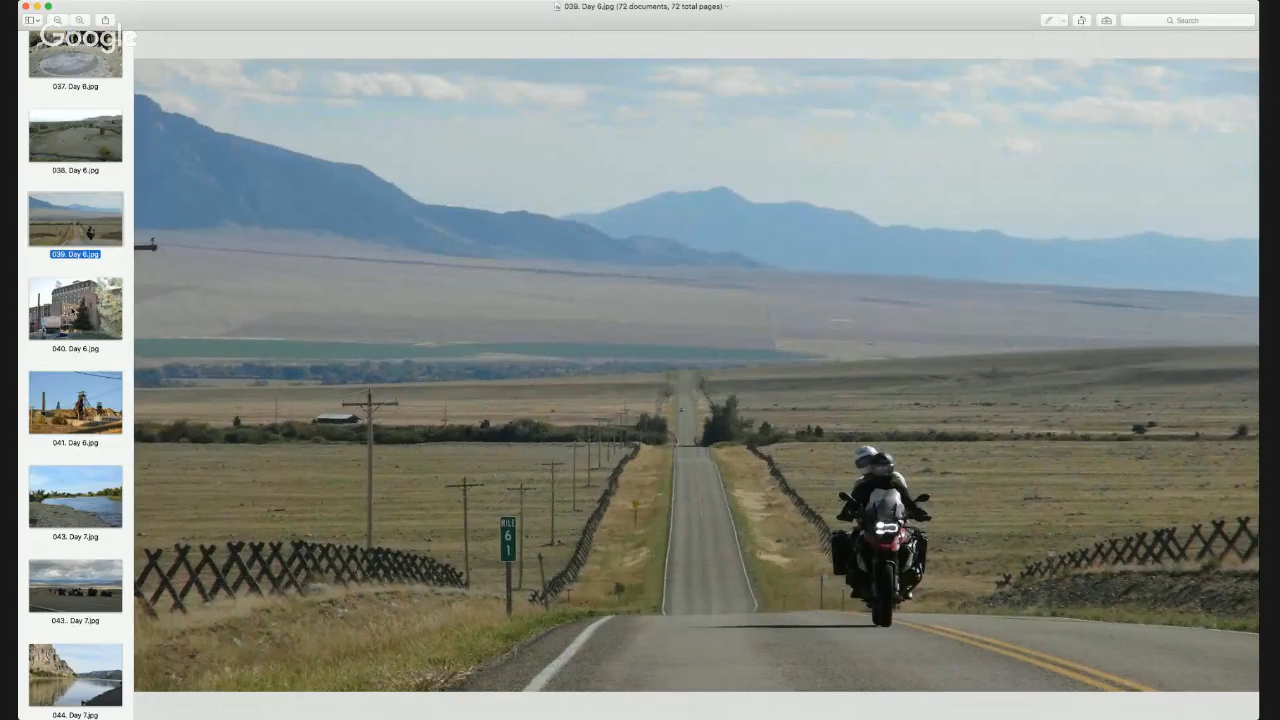 039. Day 6.jpg (72 documents, 72 total pages)
Search
Google
037. Day 6.jpg
038. Day 6.jpg
039. Day 6.jpg
040. Day 6.jpg
041. Day 6.jpg
043. Day 7.jpg
043.. Day 7.jpg
044. Day 7.jpg
MILE
6
1